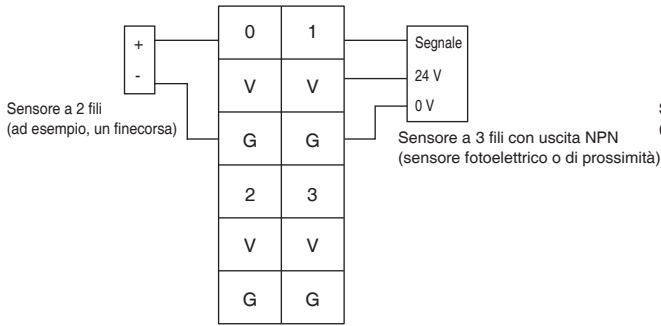 0 1
+
Segnale
-
V V
24 V
0 V
Sensore a 2 fili
(ad esempio, un finecorsa)
G G
Sensore a 3 fili con uscita NPN
(sensore fotoelettrico o di prossimità)
2 3
V V
G G